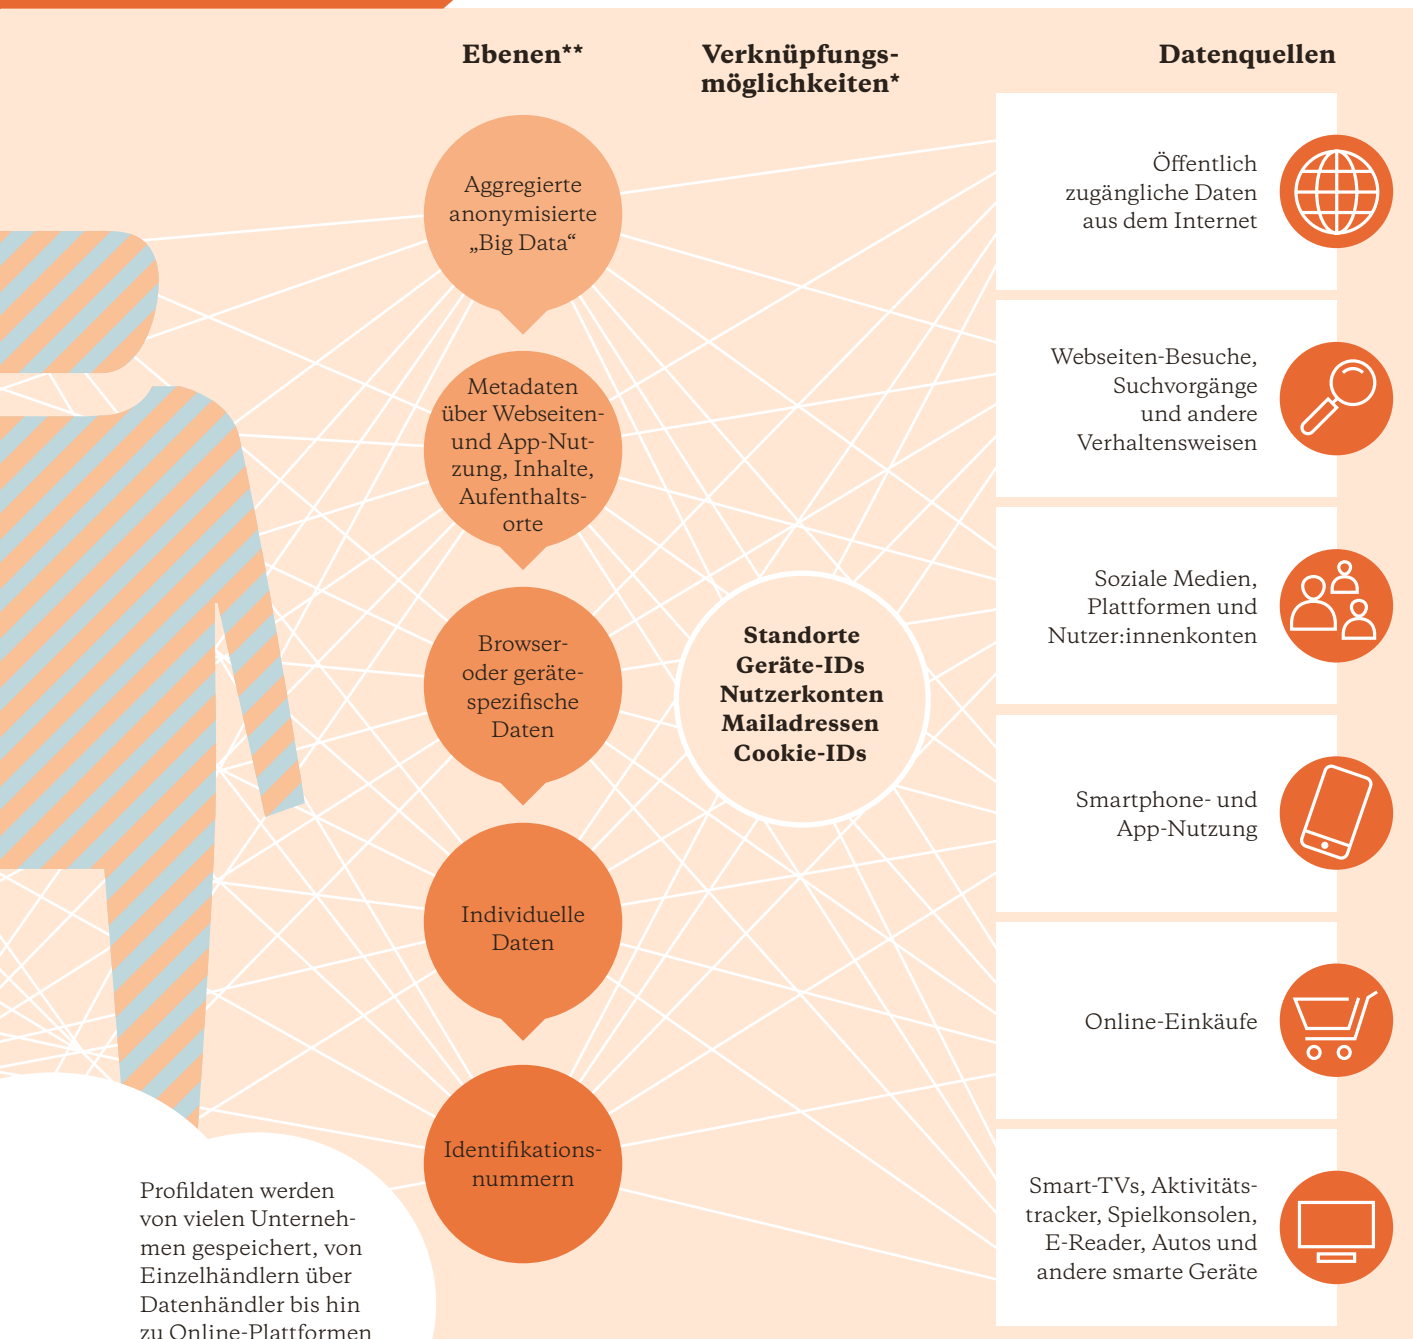 Ebenen**
Aggregierte
anonymisierte
„Big Data“
Metadaten
über Webseiten-
und App-Nut-
zung, Inhalte,
Aufenthalts-
orte
Browser-
oder geräte-
spezifische
Daten
Individuelle
Daten
Identifikations-
nummern
Verknüpfungs-
möglichkeiten*
Standorte
Geräte-IDs
Nutzerkonten
Mailadressen
Cookie-IDs
Datenquellen
Öffentlich
zugängliche Daten
aus dem Internet
Webseiten-Besuche,
Suchvorgänge
und andere
Verhaltensweisen
Soziale Medien,
Plattformen und
Nutzer:innenkonten
Smartphone- und
App-Nutzung
Online-Einkäufe
Smart-TVs, Aktivitäts-
tracker, Spielkonsolen,
E-Reader, Autos und
andere smarte Geräte
Profildaten werden
von vielen Unterneh-
men gespeichert, von
Einzelhändlern über
Datenhändler bis hin
zu Online-Plattformen